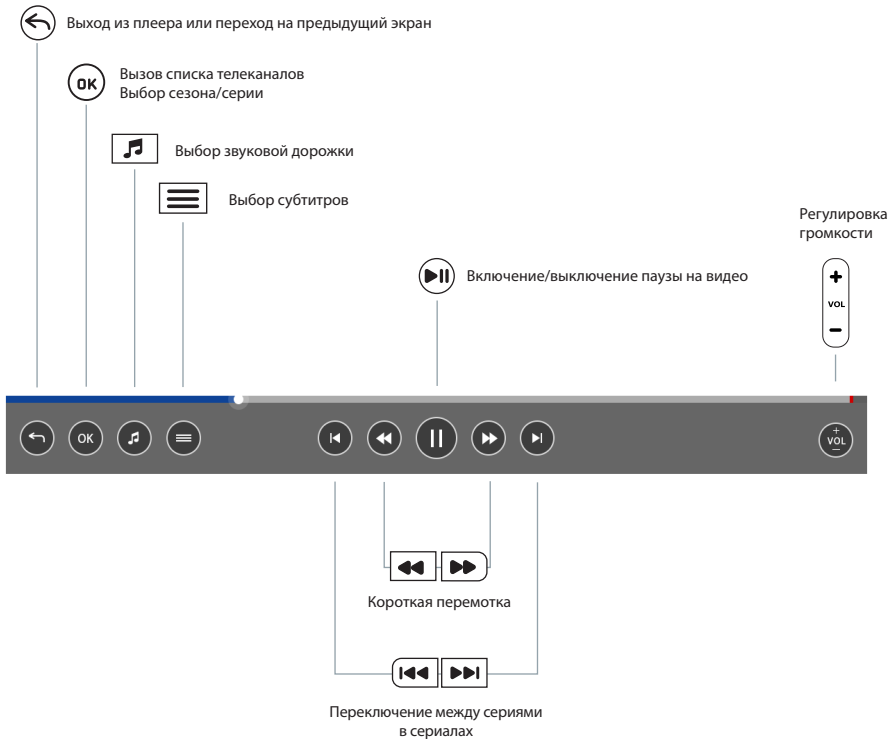 Выход из плеера или переход на предыдущий экран
OK
Вызов списка телеканалов
Выбор сезона/серии
Выбор звуковой дорожки
Выбор субтитров
Регулировка
громкости
Включение/выключение паузы на видео
+
VOL
−
OK
+
VOL
−
Короткая перемотка
Переключение между сериями
в сериалах